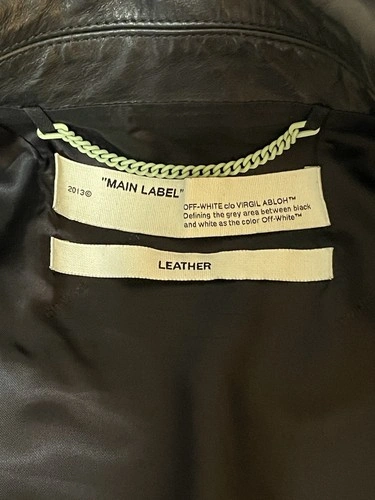 2013©
"MAIN LABEL"
OFF-WHITE c/o VIRGIL ABLOH™
Defining the grey area between black
and white as the color Off-White™
LEATHER